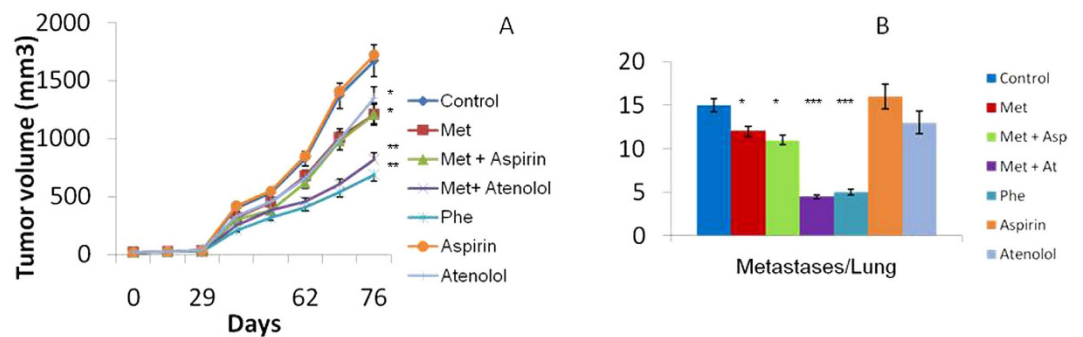 A
Tumor volume (mm3)
2000
1500
1000
500
0
0 29 62 76
Days
*
*
**
**
Control
Met
Met + Aspirin
Met+ Atenolol
Phe
Aspirin
Atenolol
B
20
15
10
5
0
* * *** ***
Metastases/Lung
Control
Met
Met + Asp
Met + At
Phe
Aspirin
Atenolol